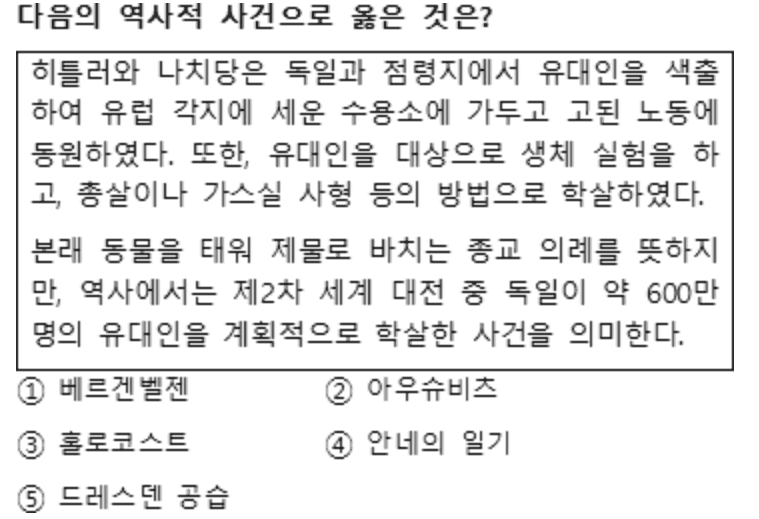 다음의 역사적 사건으로 옳은 것은?
히틀러와 나치당은 독일과 점령지에서 유대인을 색출
하여 유럽 각지에 세운 수용소에 가두고 고된 노동에
동원하였다. 또한, 유대인을 대상으로 생체 실험을 하
고, 총살이나 가스실 사형 등의 방법으로 학살하였다.
본래 동물을 태워 제물로 바치는 종교 의례를 뜻하지
만, 역사에서는 제2차 세계 대전 중 독일이 약 600만
명의 유대인을 계획적으로 학살한 사건을 의미한다.
① 베르겐벨젠 ② 아우슈비츠
③ 홀로코스트 ④ 안네의 일기
⑤ 드레스덴 공습